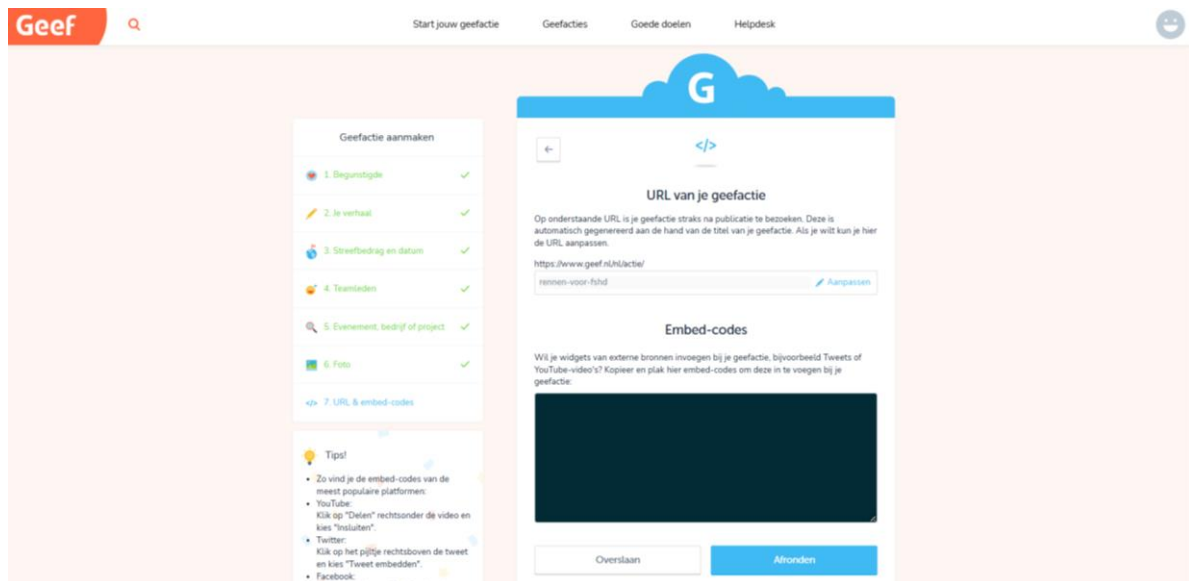 Geef
Start jouw geefactie
Geefacties
Goede doelen
Helpdesk
Geefactie aanmaken
1. Begunstigde
2. Je verhaal
3. Streefbedrag en datum
4. Teamleden
5. Evenement, bedrijf of project
6. Foto
</> 7. URL & embed-codes
Tips!
• Zo vind je de embed-codes van de
meest populaire platformen:
• YouTube:
Klik op "Delen" rechtsonder de video en
kies "Insluiten".
• Twitter:
Klik op het pijltje rechtsboven de tweet
en kies "Tweet embedden".
• Facebook:
G
</>
URL van je geefactie
Op onderstaande URL is je geefactie straks na publicatie te bezoeken. Deze is
automatisch gegenereerd aan de hand van de titel van je geefactie. Als je wilt kun je hier
de URL aanpassen.
https://www.geef.nl/nl/actie/
rennen-voor-fshd
Aanpassen
Embed-codes
Wil je widgets van externe bronnen invoegen bij je geefactie, bijvoorbeeld Tweets of
YouTube-video's? Kopieer en plak hier embed-codes om deze in te voegen bij je
geefactie:
Overslaan
Afronden